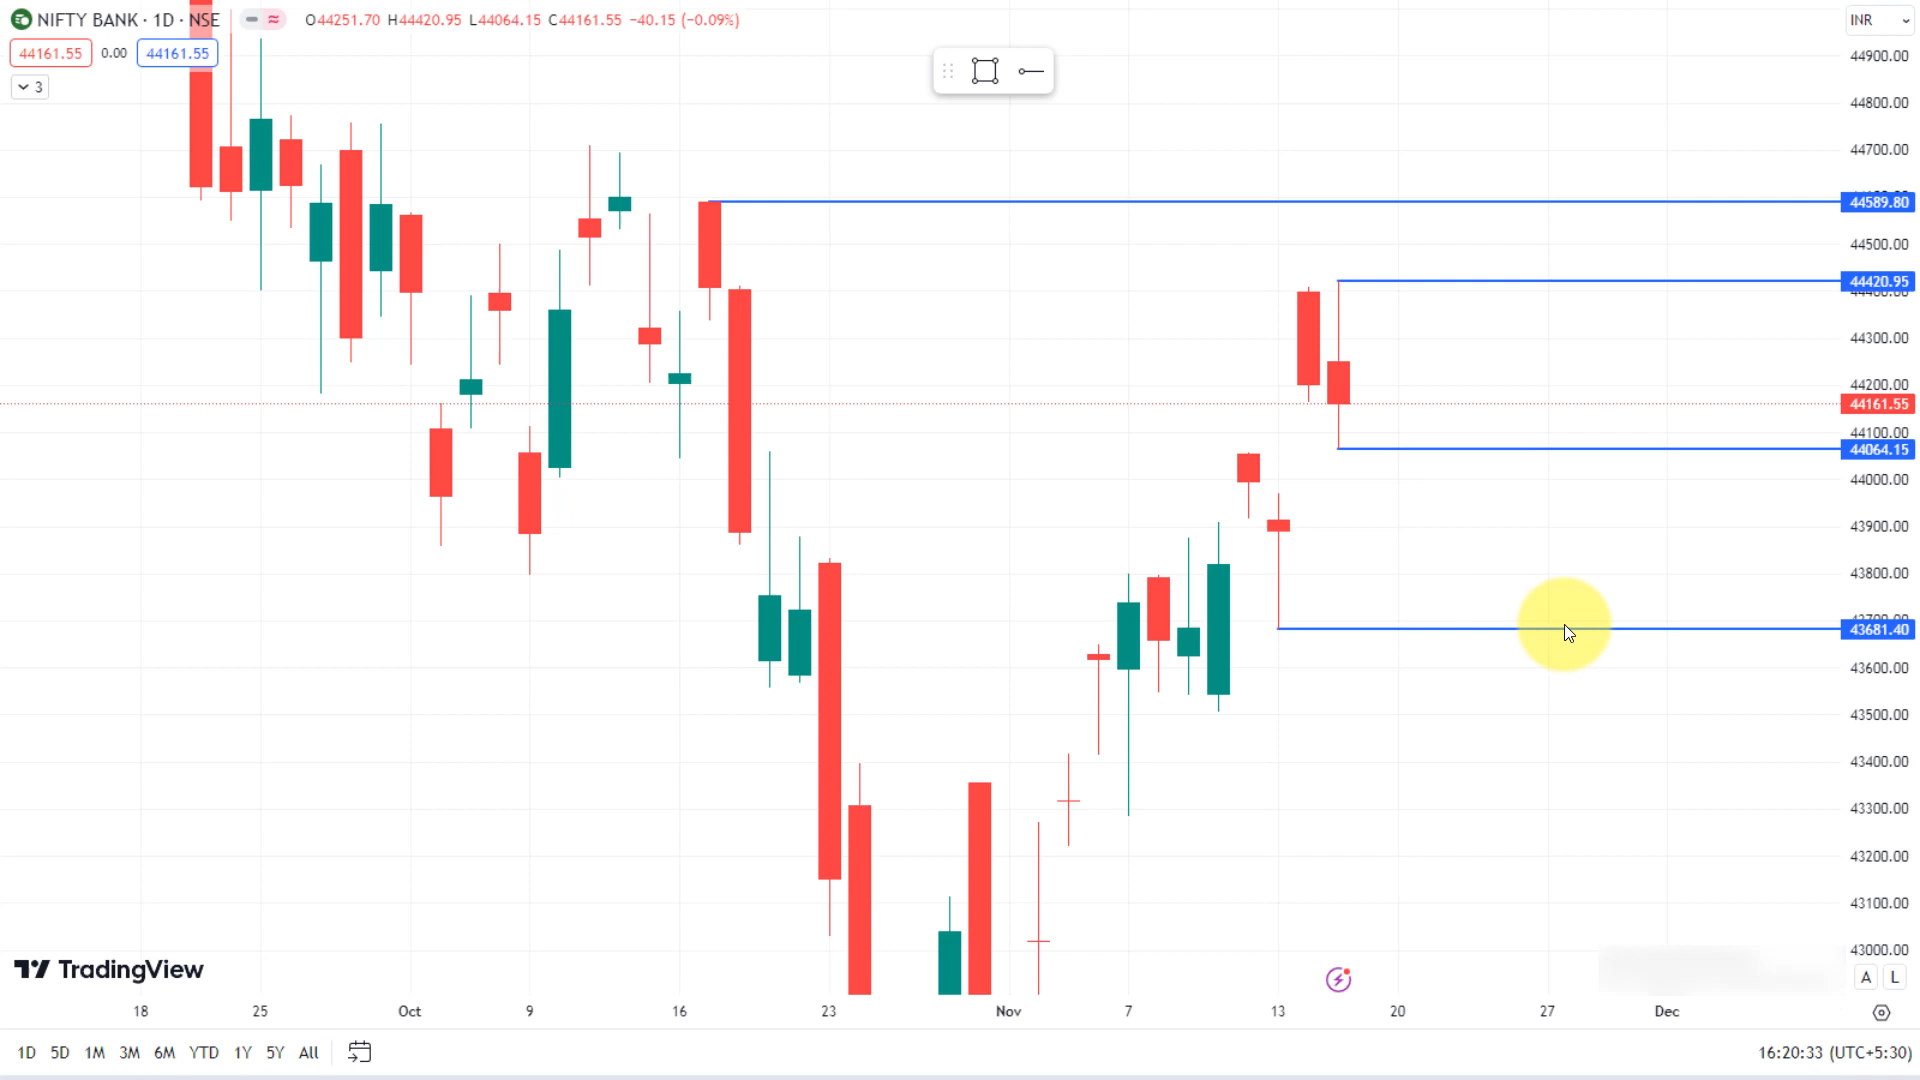 NIFTY BANK · 1D · NSE O44251.70 H44420.95 L44064.15 C44161.55 −40.15 (−0.09%)
INR
44161.55 0.00 44161.55
3
44900.00
44800.00
44700.00
44589.80
44500.00
44420.95
44300.00
44200.00
44161.55
44100.00
44064.15
44000.00
43900.00
43800.00
43681.40
43600.00
43500.00
43400.00
43300.00
43200.00
43100.00
43000.00
TradingView
A L
18 25 Oct 9 16 23 Nov 7 13 20 27 Dec
1D 5D 1M 3M 6M YTD 1Y 5Y All
16:20:33 (UTC+5:30)